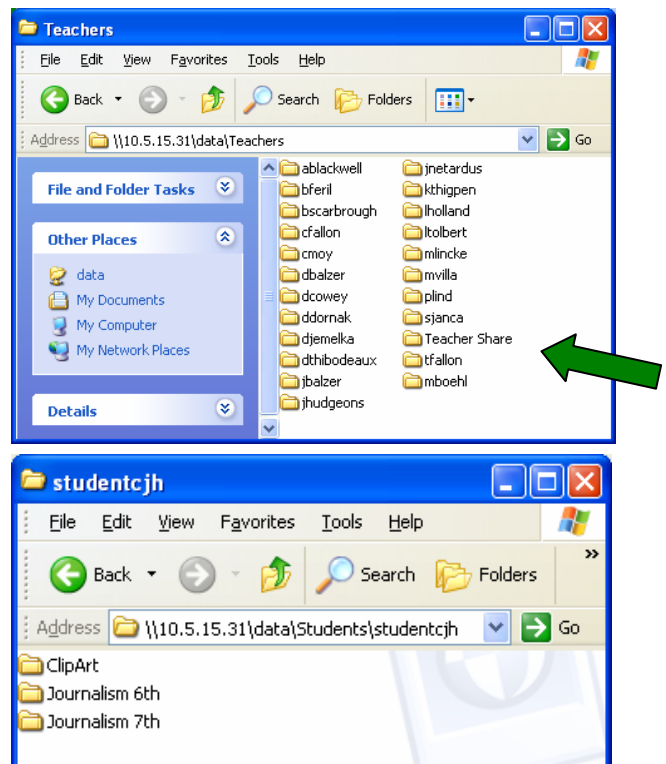 Teachers
File Edit View Favorites Tools Help
Back Search Folders
Address \\10.5.15.31\data\Teachers Go
File and Folder Tasks
Other Places
data
My Documents
My Computer
My Network Places
Details
ablackwell
bferil
bscarbrough
cfallon
cmoy
dbalzer
dcowey
ddornak
djemelka
dthibodeaux
jbalzer
jhudgeons
jnetardus
kthigpen
lholland
ltolbert
mlincke
mvilla
plind
sjanca
Teacher Share
tfallon
mboehl
studentcjh
File Edit View Favorites Tools Help
Back Search Folders »
Address \\10.5.15.31\data\Students\studentcjh Go
ClipArt
Journalism 6th
Journalism 7th